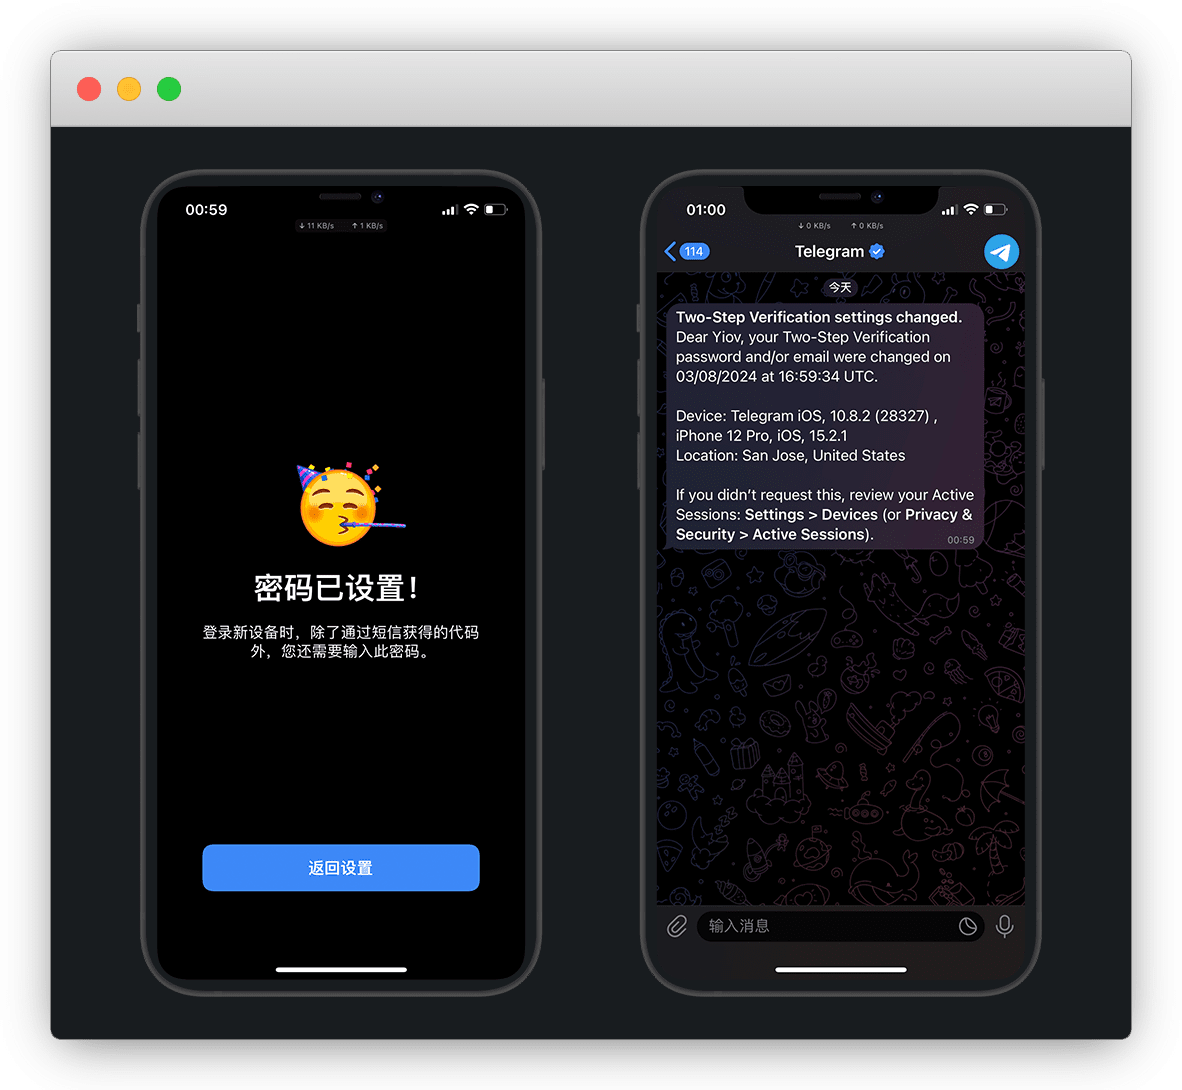 00:59
↓ 11 KB/s ↑ 1 KB/s
密码已设置！
登录新设备时，除了通过短信获得的代码
外，您还需要输入此密码。
返回设置
01:00
↓ 0 KB/s ↑ 0 KB/s
114
Telegram
今天
Two-Step Verification settings changed.
Dear Yiov, your Two-Step Verification
password and/or email were changed on
03/08/2024 at 16:59:34 UTC.
Device: Telegram iOS, 10.8.2 (28327) ,
iPhone 12 Pro, iOS, 15.2.1
Location: San Jose, United States
If you didn’t request this, review your Active
Sessions: Settings > Devices (or Privacy &
Security > Active Sessions).
00:59
输入消息